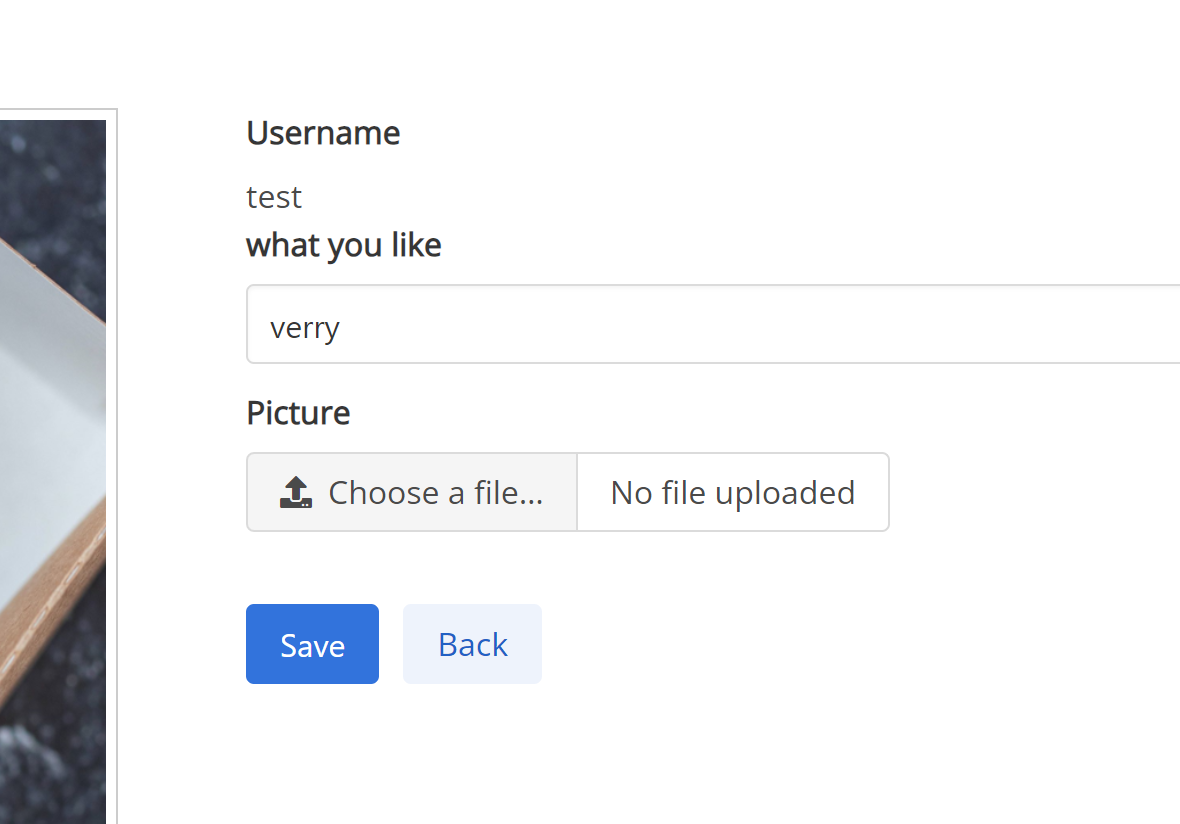 Username
test
what you like
verry
Picture
Choose a file... No file uploaded
Save Back